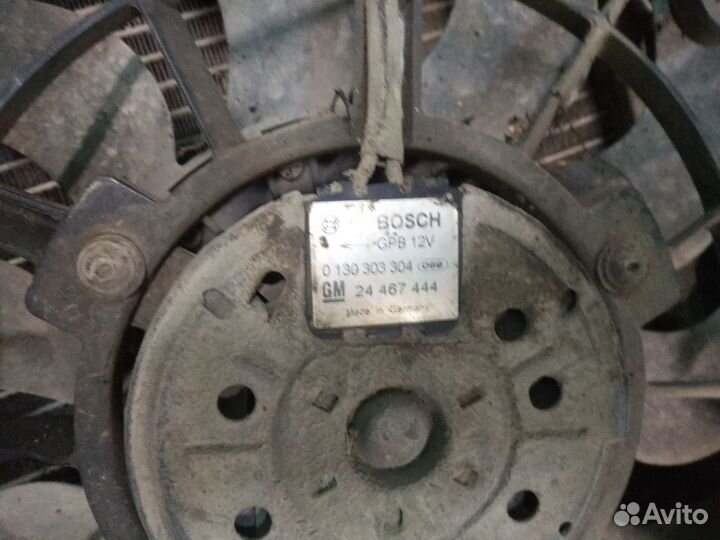 BOSCH
GPB 12V
0 130 303 304
GM 24 467 444
Made in Germany
Avito